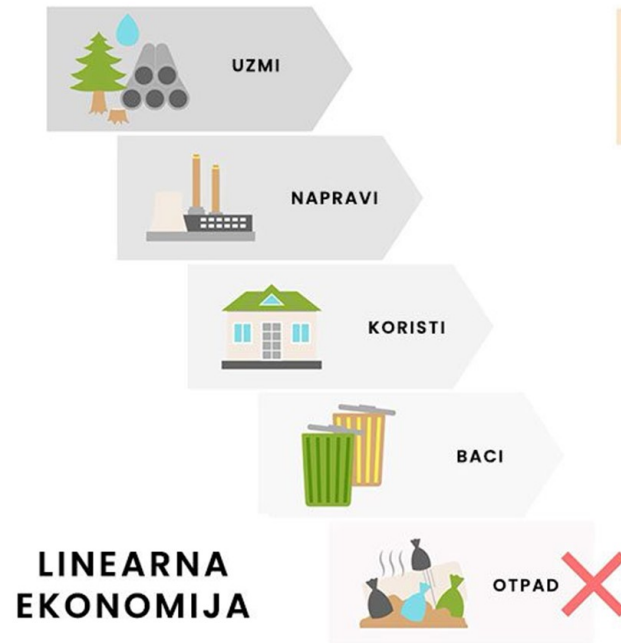 UZMI
NAPRAVI
KORISTI
BACI
OTPAD
LINEARNA
EKONOMIJA